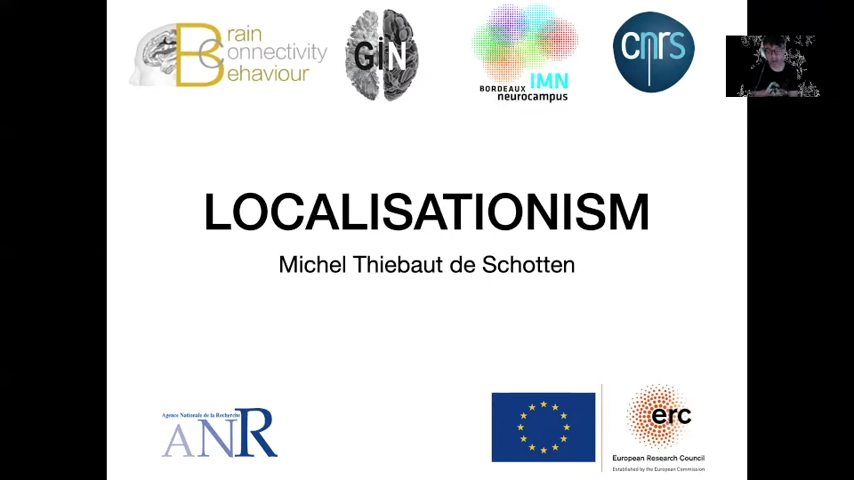 Brain
Connectivity
Behaviour
GiN
BORDEAUX IMN
neurocampus
cnrs
LOCALISATIONISM
Michel Thiebaut de Schotten
Agence Nationale de la Recherche
ANR
erc
European Research Council
Established by the European Commission